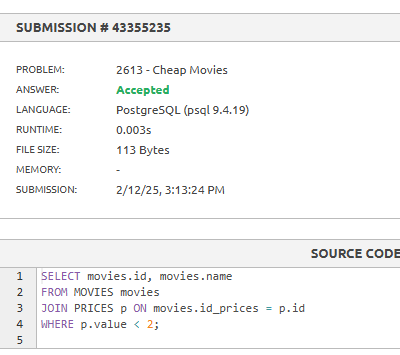 SUBMISSION # 43355235
PROBLEM: 2613 - Cheap Movies
ANSWER: Accepted
LANGUAGE: PostgreSQL (psql 9.4.19)
RUNTIME: 0.003s
FILE SIZE: 113 Bytes
MEMORY: -
SUBMISSION: 2/12/25, 3:13:24 PM
SOURCE CODE
1 SELECT movies.id, movies.name
2 FROM MOVIES movies
3 JOIN PRICES p ON movies.id_prices = p.id
4 WHERE p.value < 2;
5